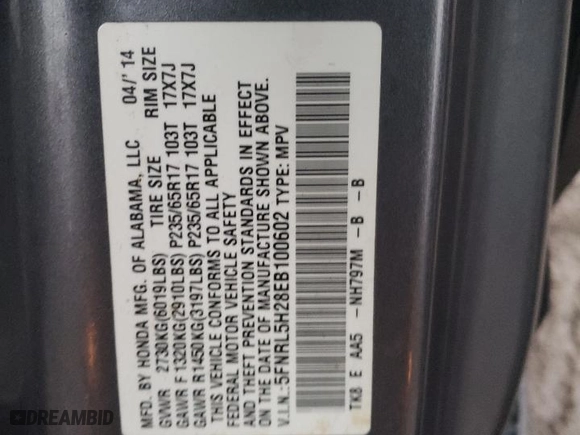 MFD. BY HONDA MFG. OF ALABAMA, LLC 04/'14
GVWR 2730KG(6019LBS) TIRE SIZE RIM SIZE
GAWR F 1320KG(2910LBS) P235/65R17 103T 17X7J
GAWR R1450KG(3197LBS) P235/65R17 103T 17X7J
THIS VEHICLE CONFORMS TO ALL APPLICABLE
FEDERAL MOTOR VEHICLE SAFETY
AND THEFT PREVENTION STANDARDS IN EFFECT
ON THE DATE OF MANUFACTURE SHOWN ABOVE.
V.I.N.:5FNRL5H28EB100602 TYPE: MPV
TK8 E AA5 -NH797M -B -B
DREAMBID